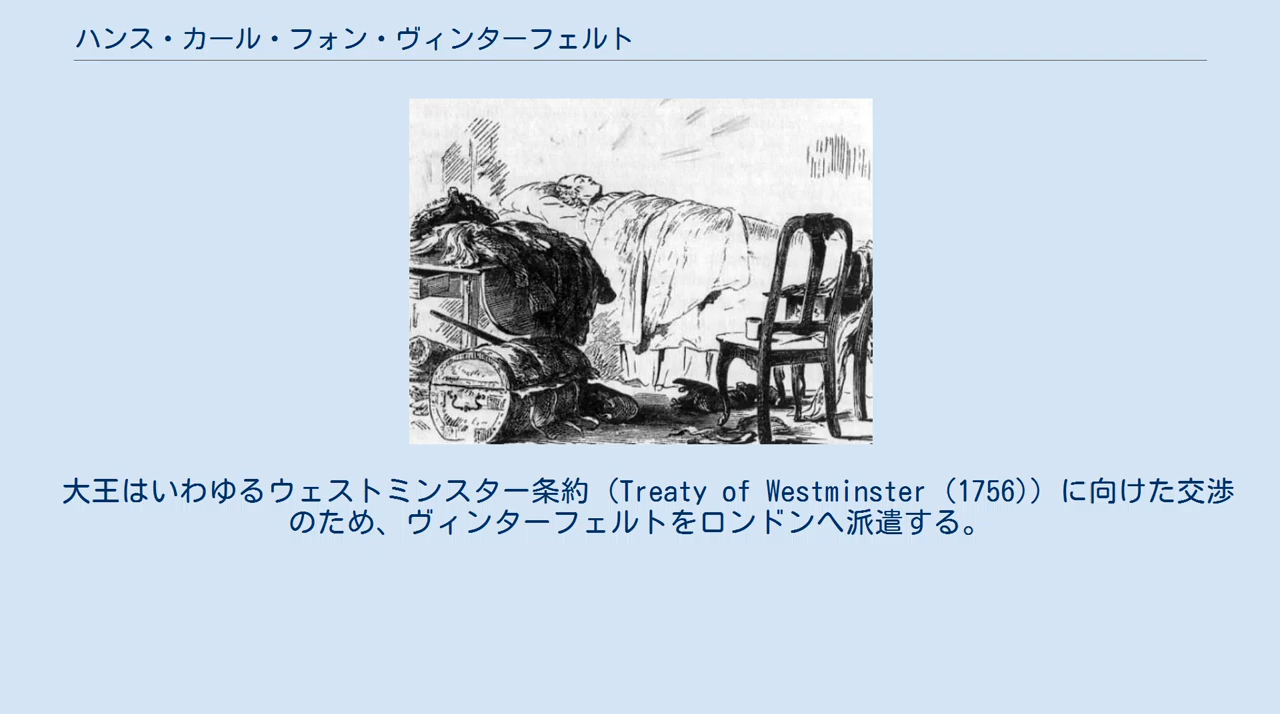 ハンス・カール・フォン・ヴィンターフェルト
大王はいわゆるウェストミンスター条約（Treaty of Westminster (1756)）に向けた交渉
のため、ヴィンターフェルトをロンドンへ派遣する。